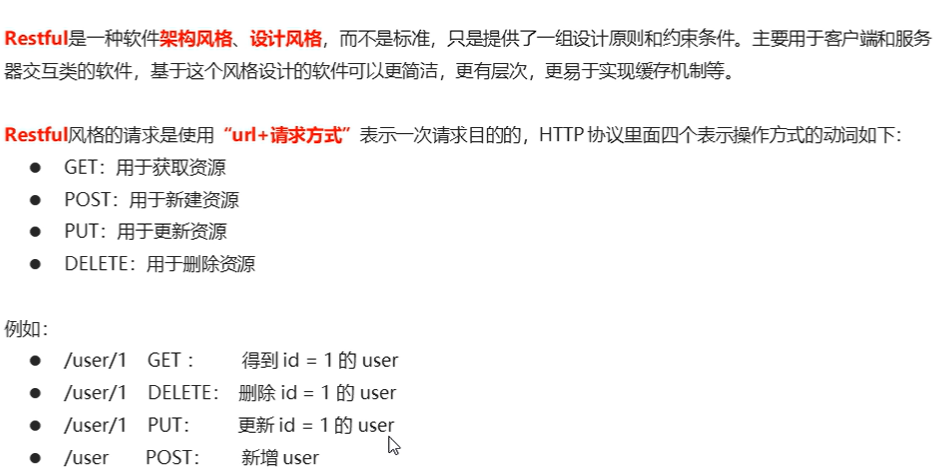 Restful是一种软件架构风格、设计风格，而不是标准，只是提供了一组设计原则和约束条件。主要用于客户端和服务
器交互类的软件，基于这个风格设计的软件可以更简洁，更有层次，更易于实现缓存机制等。
Restful风格的请求是使用“url+请求方式”表示一次请求目的的，HTTP 协议里面四个表示操作方式的动词如下：
● GET：用于获取资源
● POST：用于新建资源
● PUT：用于更新资源
● DELETE：用于删除资源
例如：
● /user/1 GET ： 得到 id = 1 的 user
● /user/1 DELETE： 删除 id = 1 的 user
● /user/1 PUT： 更新 id = 1 的 user
● /user POST： 新增 user